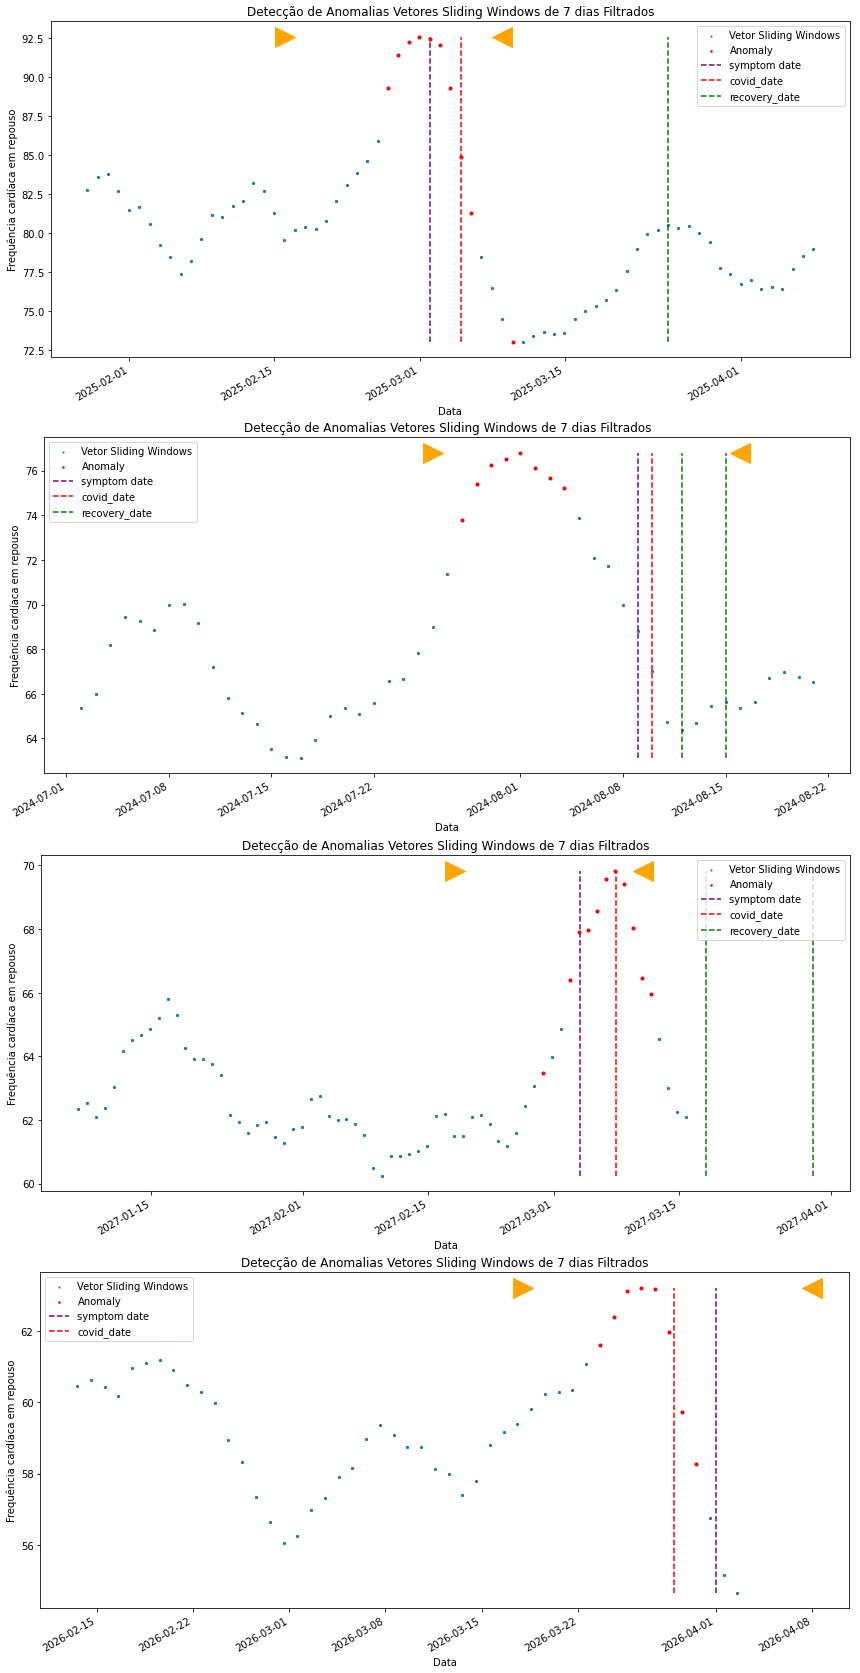 Detecção de Anomalias Vetores Sliding Windows de 7 dias Filtrados
Vetor Sliding Windows
Anomaly
symptom date
covid_date
recovery_date
92.5
90.0
87.5
85.0
82.5
80.0
77.5
75.0
72.5
Frequência cardíaca em repouso
2025-02-01
2025-02-15
2025-03-01
2025-03-15
2025-04-01
Data
Detecção de Anomalias Vetores Sliding Windows de 7 dias Filtrados
Vetor Sliding Windows
Anomaly
symptom date
covid_date
recovery_date
76
74
72
70
68
66
64
Frequência cardíaca em repouso
2024-07-01
2024-07-08
2024-07-15
2024-07-22
2024-08-01
2024-08-08
2024-08-15
2024-08-22
Data
Detecção de Anomalias Vetores Sliding Windows de 7 dias Filtrados
Vetor Sliding Windows
Anomaly
symptom date
covid_date
recovery_date
70
68
66
64
62
60
Frequência cardíaca em repouso
2027-01-15
2027-02-01
2027-02-15
2027-03-01
2027-03-15
2027-04-01
Data
Detecção de Anomalias Vetores Sliding Windows de 7 dias Filtrados
Vetor Sliding Windows
Anomaly
symptom date
covid_date
62
60
58
56
Frequência cardíaca em repouso
2026-02-15
2026-02-22
2026-03-01
2026-03-08
2026-03-15
2026-03-22
2026-04-01
2026-04-08
Data